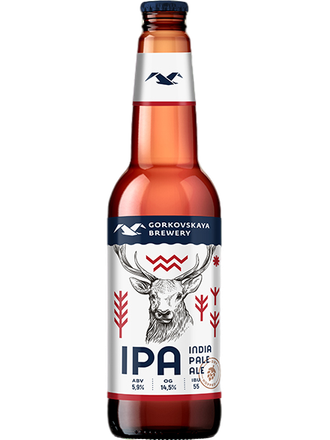 GORKOVSKAYA
BREWERY
IPA
INDIA
PALE
ALE
ABV
5,9%
OG
14,5%
IBU
55